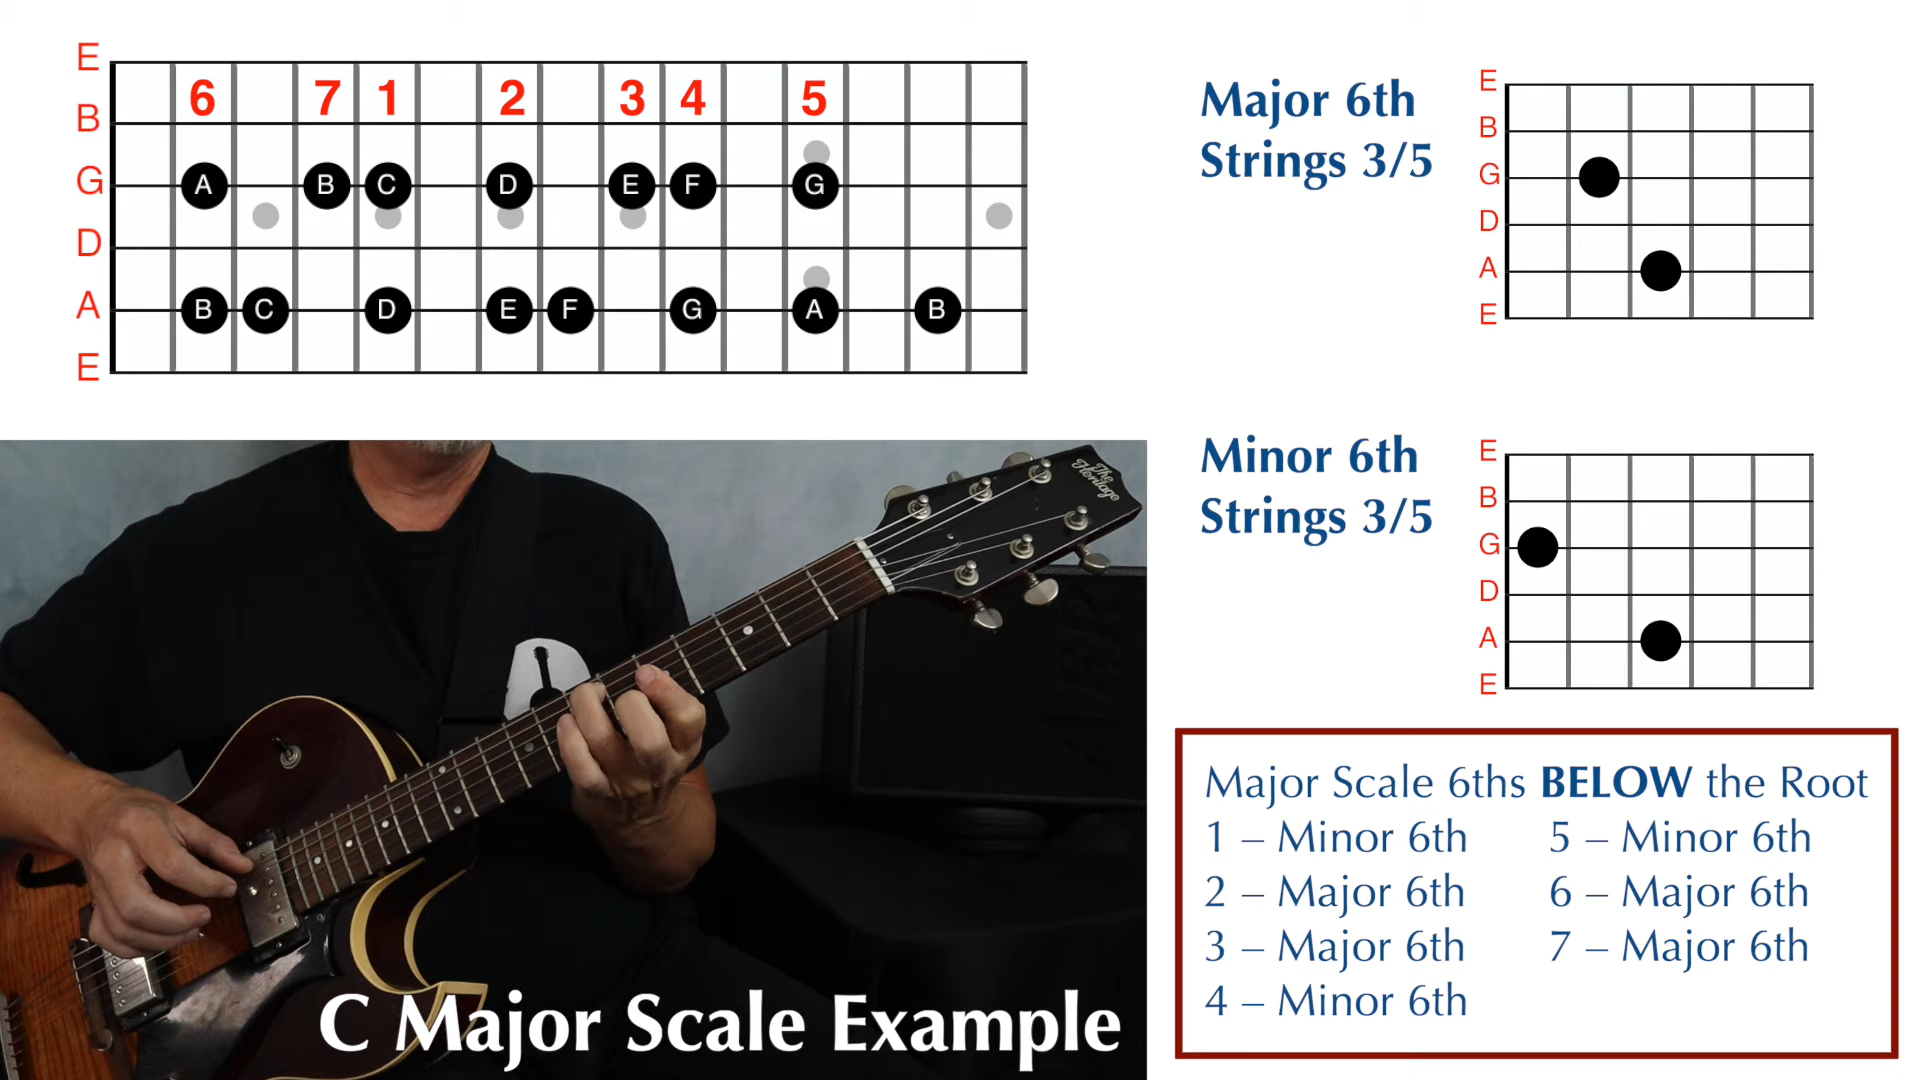 E
6 7 1 2 3 4 5
B
G A B C D E F G
D
A B C D E F G A B
E
Major 6th
Strings 3/5
E
B
G
D
A
E
Minor 6th
Strings 3/5
E
B
G
D
A
E
The
Heritage
C Major Scale Example
Major Scale 6ths BELOW the Root
1 – Minor 6th 5 – Minor 6th
2 – Major 6th 6 – Major 6th
3 – Major 6th 7 – Major 6th
4 – Minor 6th